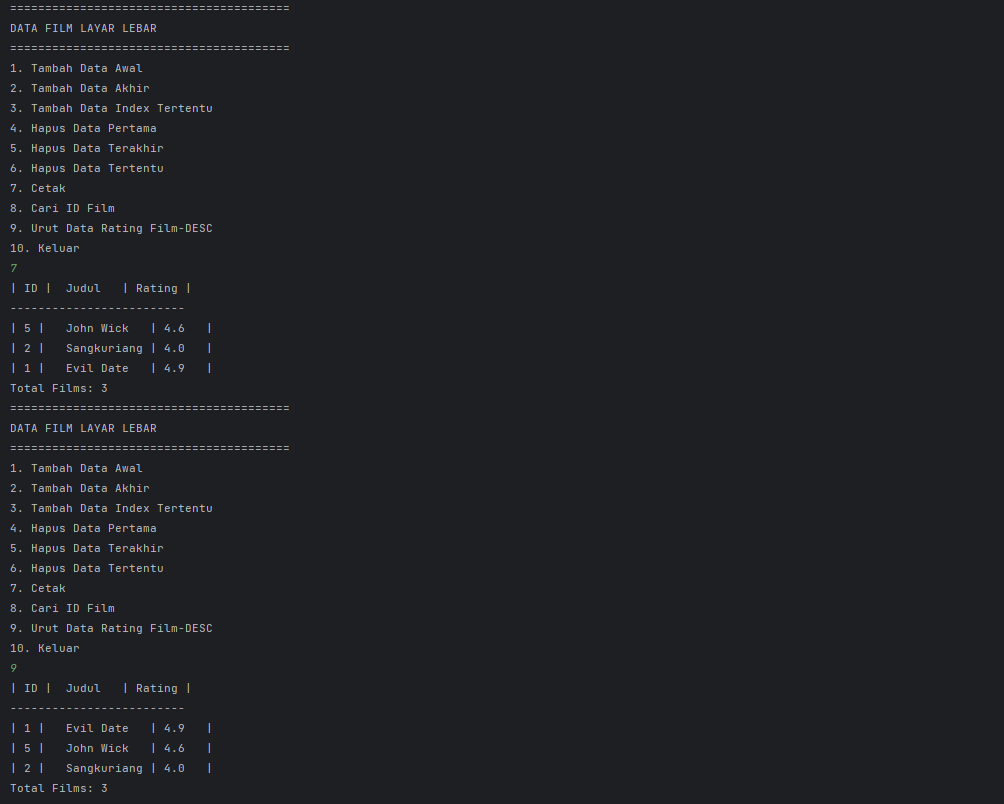 ========================================
DATA FILM LAYAR LEBAR
========================================
1. Tambah Data Awal
2. Tambah Data Akhir
3. Tambah Data Index Tertentu
4. Hapus Data Pertama
5. Hapus Data Terakhir
6. Hapus Data Tertentu
7. Cetak
8. Cari ID Film
9. Urut Data Rating Film-DESC
10. Keluar
7
| ID |  Judul   | Rating |
-------------------------
| 5 |   John Wick   | 4.6   |
| 2 |   Sangkuriang | 4.0   |
| 1 |   Evil Date   | 4.9   |
Total Films: 3
========================================
DATA FILM LAYAR LEBAR
========================================
1. Tambah Data Awal
2. Tambah Data Akhir
3. Tambah Data Index Tertentu
4. Hapus Data Pertama
5. Hapus Data Terakhir
6. Hapus Data Tertentu
7. Cetak
8. Cari ID Film
9. Urut Data Rating Film-DESC
10. Keluar
9
| ID |  Judul   | Rating |
-------------------------
| 1 |   Evil Date   | 4.9   |
| 5 |   John Wick   | 4.6   |
| 2 |   Sangkuriang | 4.0   |
Total Films: 3